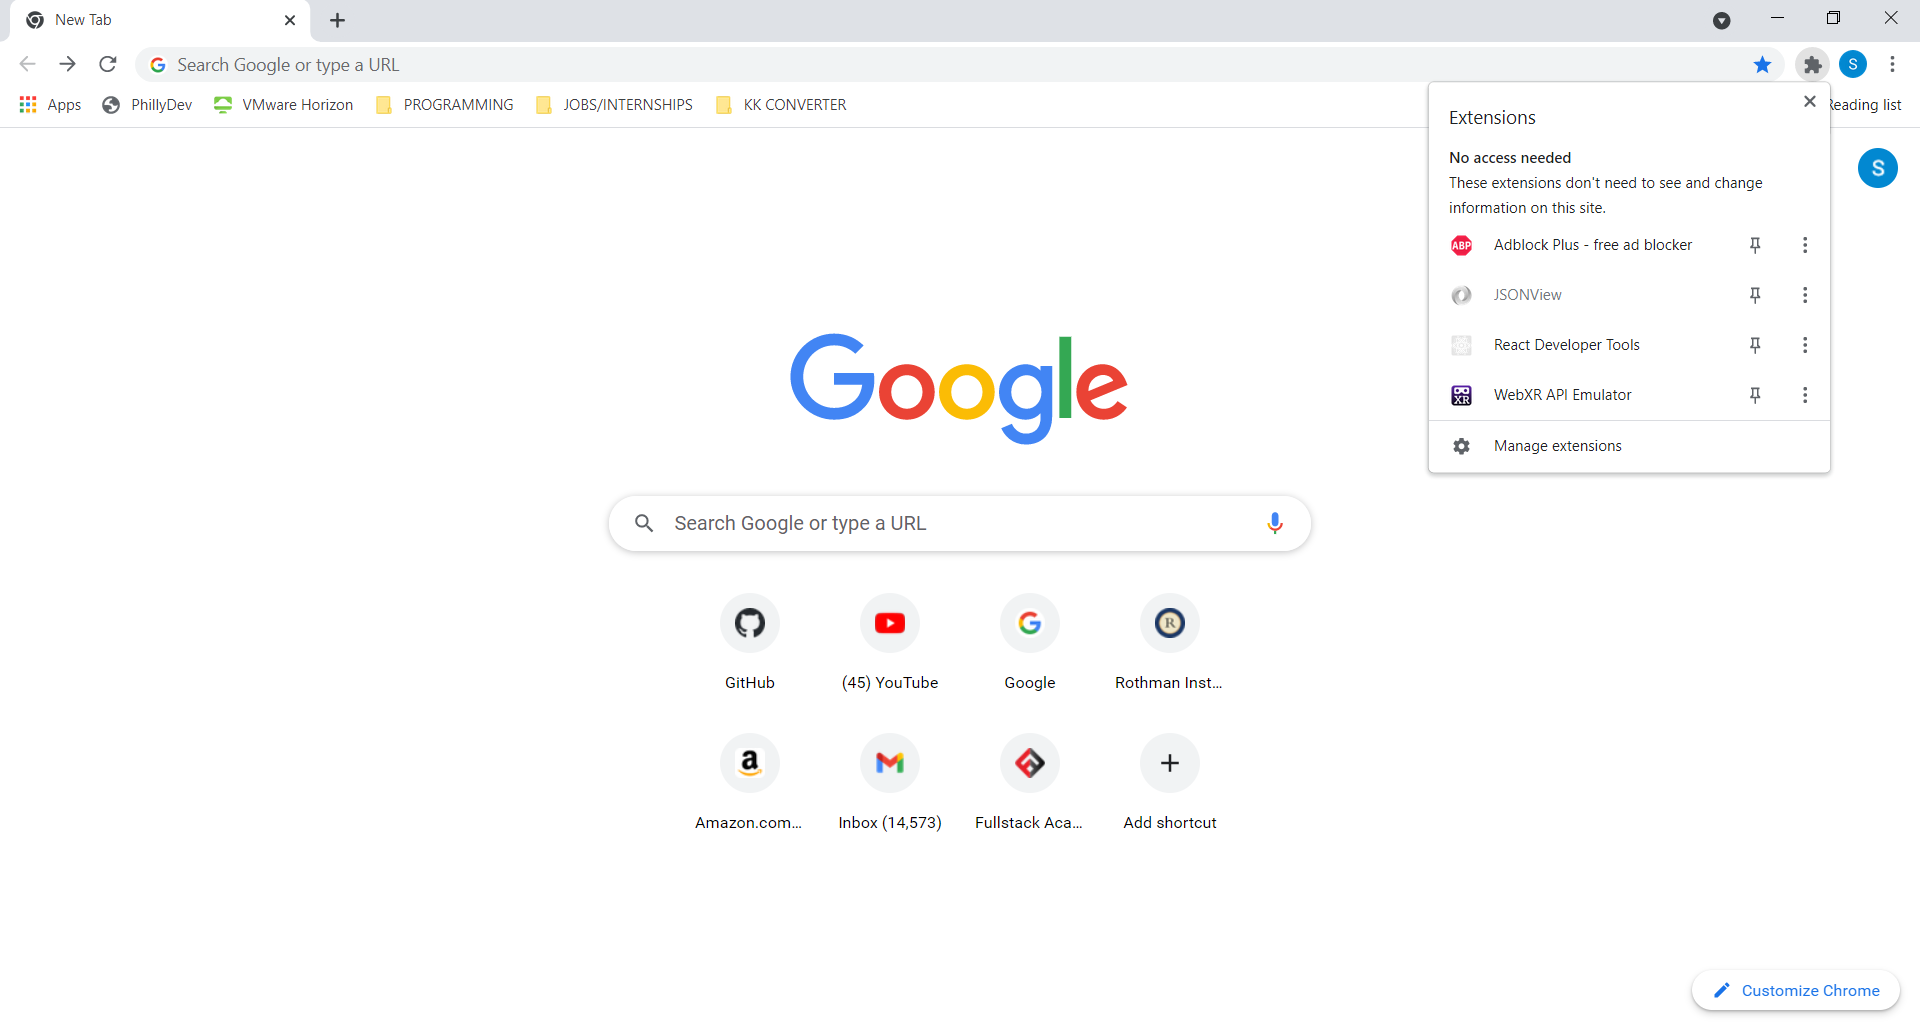 New Tab
Search Google or type a URL
S
Apps PhillyDev VMware Horizon PROGRAMMING JOBS/INTERNSHIPS KK CONVERTER
Reading list
Extensions
No access needed
These extensions don't need to see and change
information on this site.
ABP Adblock Plus - free ad blocker
JSONView
React Developer Tools
XR WebXR API Emulator
Manage extensions
S
Google
Search Google or type a URL
R
GitHub (45) YouTube Google Rothman Inst...
a
Amazon.com... Inbox (14,573) Fullstack Aca... Add shortcut
Customize Chrome